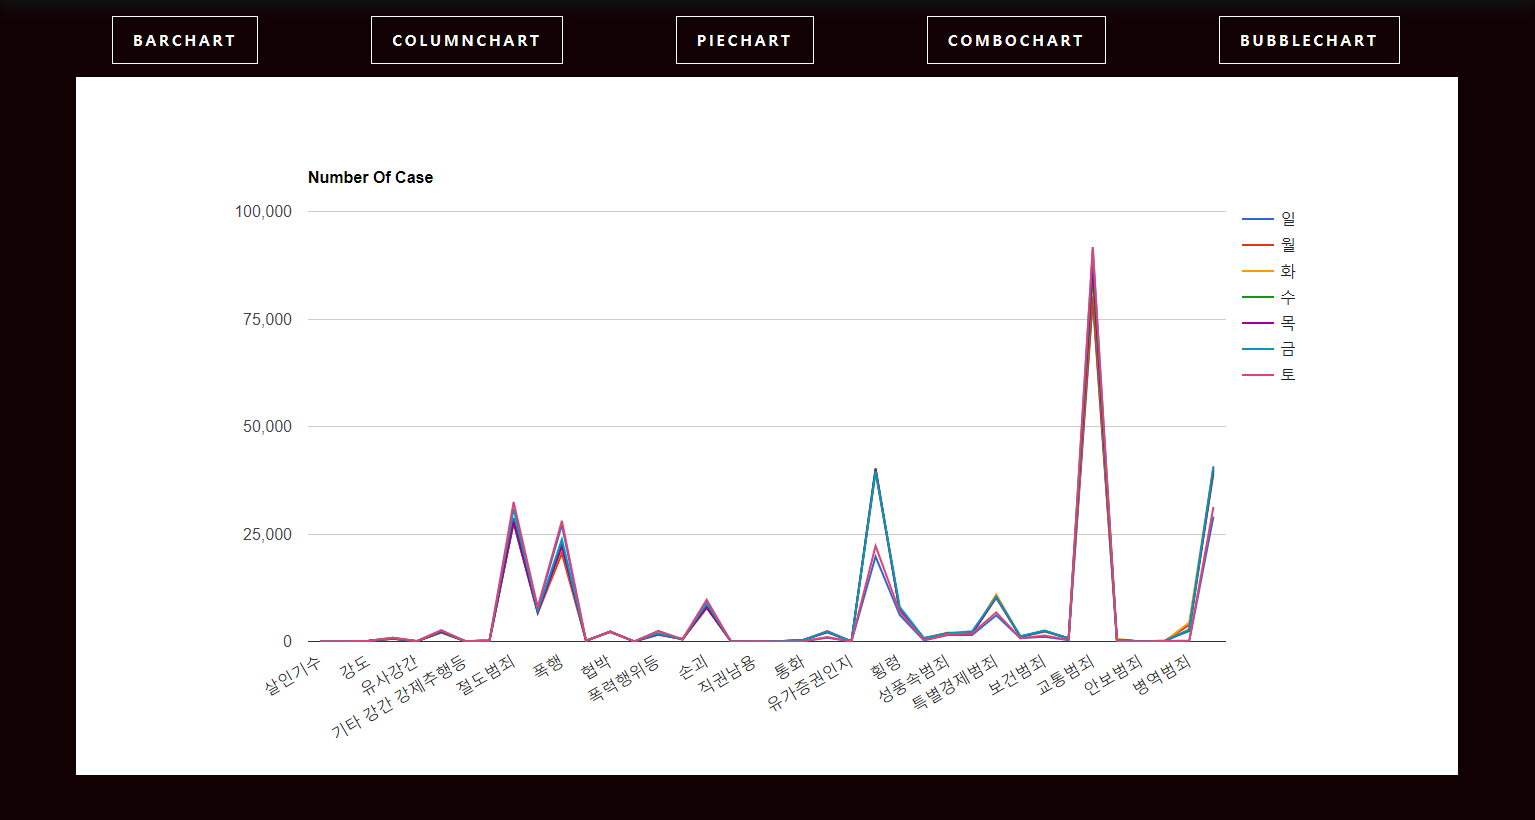 BARCHART
COLUMNCHART
PIECHART
COMBOCHART
BUBBLECHART
Number Of Case
100,000
75,000
50,000
25,000
0
일
월
화
수
목
금
토
살인기수
강도
유사강간
기타 강간 강제추행등
절도범죄
폭행
협박
폭력행위등
손괴
직권남용
통화
유가증권인지
횡령
성풍속범죄
특별경제범죄
보건범죄
교통범죄
안보범죄
병역범죄